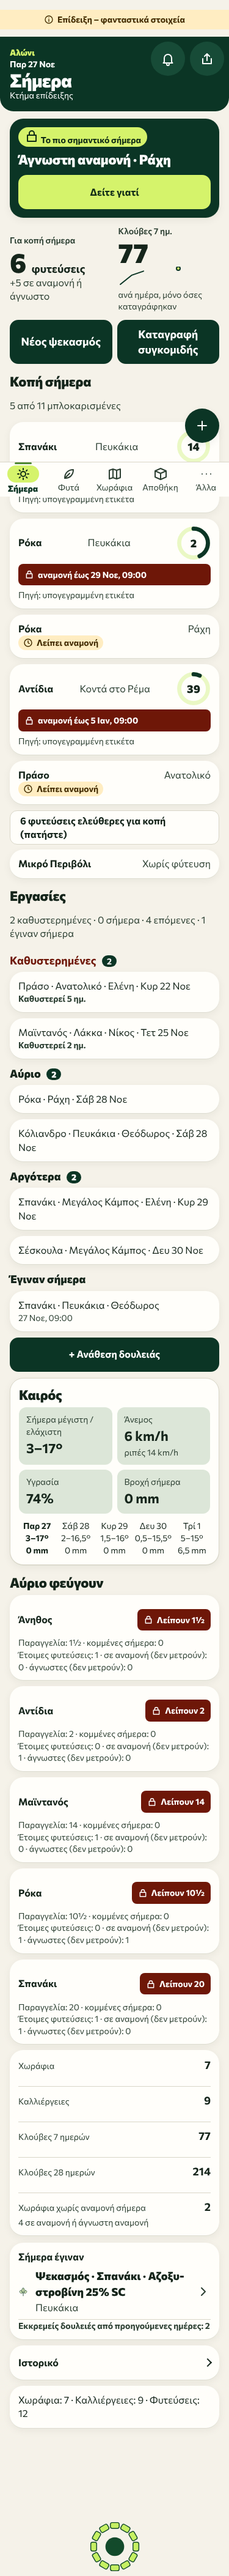 Επίδειξη – φανταστικά στοιχεία
Αλώνι
Παρ 27 Νοε
Σήμερα
Κτήμα επίδειξης
Το πιο σημαντικό σήμερα
Άγνωστη αναμονή · Ράχη
Δείτε γιατί
Για κοπή σήμερα
6 φυτεύσεις
+5 σε αναμονή ή
άγνωστο
Κλούβες 7 ημ.
77
ανά ημέρα, μόνο όσες
καταγράφηκαν
Νέος ψεκασμός
Καταγραφή
συγκομιδής
Κοπή σήμερα
5 από 11 μπλοκαρισμένες
Σπανάκι
Πευκάκια
14
Σήμερα
Φυτά
Χωράφια
Αποθήκη
Άλλα
Πηγή: υπογεγραμμένη ετικέτα
Ρόκα
Πευκάκια
2
αναμονή έως 29 Νοε, 09:00
Πηγή: υπογεγραμμένη ετικέτα
Ρόκα
Ράχη
Λείπει αναμονή
Αντίδια
Κοντά στο Ρέμα
39
αναμονή έως 5 Ιαν, 09:00
Πηγή: υπογεγραμμένη ετικέτα
Πράσο
Ανατολικό
Λείπει αναμονή
6 φυτεύσεις ελεύθερες για κοπή
(πατήστε)
Μικρό Περιβόλι
Χωρίς φύτευση
Εργασίες
2 καθυστερημένες · 0 σήμερα · 4 επόμενες · 1
έγιναν σήμερα
Καθυστερημένες 2
Πράσο · Ανατολικό · Ελένη · Κυρ 22 Νοε
Καθυστερεί 5 ημ.
Μαϊντανός · Λάκκα · Νίκος · Τετ 25 Νοε
Καθυστερεί 2 ημ.
Αύριο 2
Ρόκα · Ράχη · Σάβ 28 Νοε
Κόλιανδρο · Πευκάκια · Θεόδωρος · Σάβ 28
Νοε
Αργότερα 2
Σπανάκι · Μεγάλος Κάμπος · Ελένη · Κυρ 29
Νοε
Σέσκουλα · Μεγάλος Κάμπος · Δευ 30 Νοε
Έγιναν σήμερα
Σπανάκι · Πευκάκια · Θεόδωρος
27 Νοε, 09:00
+ Ανάθεση δουλειάς
Καιρός
Σήμερα μέγιστη /
ελάχιστη
3–17°
Άνεμος
6 km/h
ριπές 14 km/h
Υγρασία
74%
Βροχή σήμερα
0 mm
Παρ 27 Σάβ 28 Κυρ 29 Δευ 30 Τρί 1
3–17° 2–16,5° 1,5–16° 0,5–15,5° 5–15°
0 mm 0 mm 0 mm 0 mm 6,5 mm
Αύριο φεύγουν
Άνηθος
Λείπουν 1½
Παραγγελία: 1½ · κομμένες σήμερα: 0
Έτοιμες φυτεύσεις: 1 · σε αναμονή (δεν μετρούν):
0 · άγνωστες (δεν μετρούν): 0
Αντίδια
Λείπουν 2
Παραγγελία: 2 · κομμένες σήμερα: 0
Έτοιμες φυτεύσεις: 0 · σε αναμονή (δεν μετρούν):
1 · άγνωστες (δεν μετρούν): 0
Μαϊντανός
Λείπουν 14
Παραγγελία: 14 · κομμένες σήμερα: 0
Έτοιμες φυτεύσεις: 1 · σε αναμονή (δεν μετρούν):
0 · άγνωστες (δεν μετρούν): 0
Ρόκα
Λείπουν 10½
Παραγγελία: 10½ · κομμένες σήμερα: 0
Έτοιμες φυτεύσεις: 0 · σε αναμονή (δεν μετρούν):
1 · άγνωστες (δεν μετρούν): 1
Σπανάκι
Λείπουν 20
Παραγγελία: 20 · κομμένες σήμερα: 0
Έτοιμες φυτεύσεις: 1 · σε αναμονή (δεν μετρούν):
1 · άγνωστες (δεν μετρούν): 0
Χωράφια 7
Καλλιέργειες 9
Κλούβες 7 ημερών 77
Κλούβες 28 ημερών 214
Χωράφια χωρίς αναμονή σήμερα 2
4 σε αναμονή ή άγνωστη αναμονή
Σήμερα έγιναν
Ψεκασμός · Σπανάκι · Αζοξυ-
στροβίνη 25% SC
Πευκάκια
Εκκρεμείς δουλειές από προηγούμενες ημέρες: 2
Ιστορικό
Χωράφια: 7 · Καλλιέργειες: 9 · Φυτεύσεις:
12